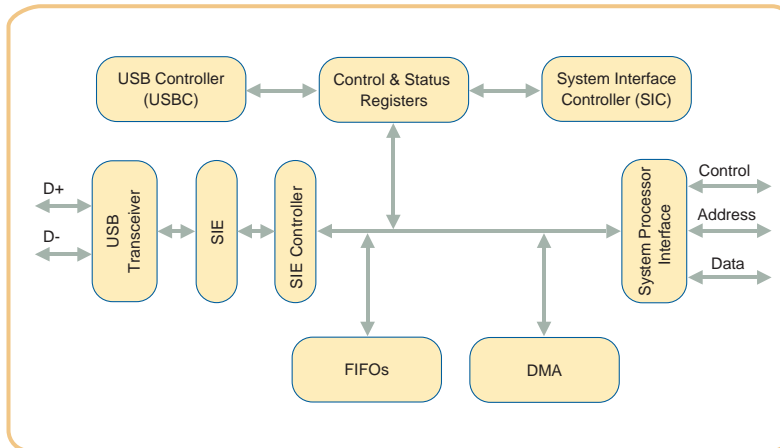 USB Controller
(USBC)
Control & Status
Registers
System Interface
Controller (SIC)
D+
D-
USB
Transceiver
SIE
SIE Controller
System Processor
Interface
Control
Address
Data
FIFOs
DMA